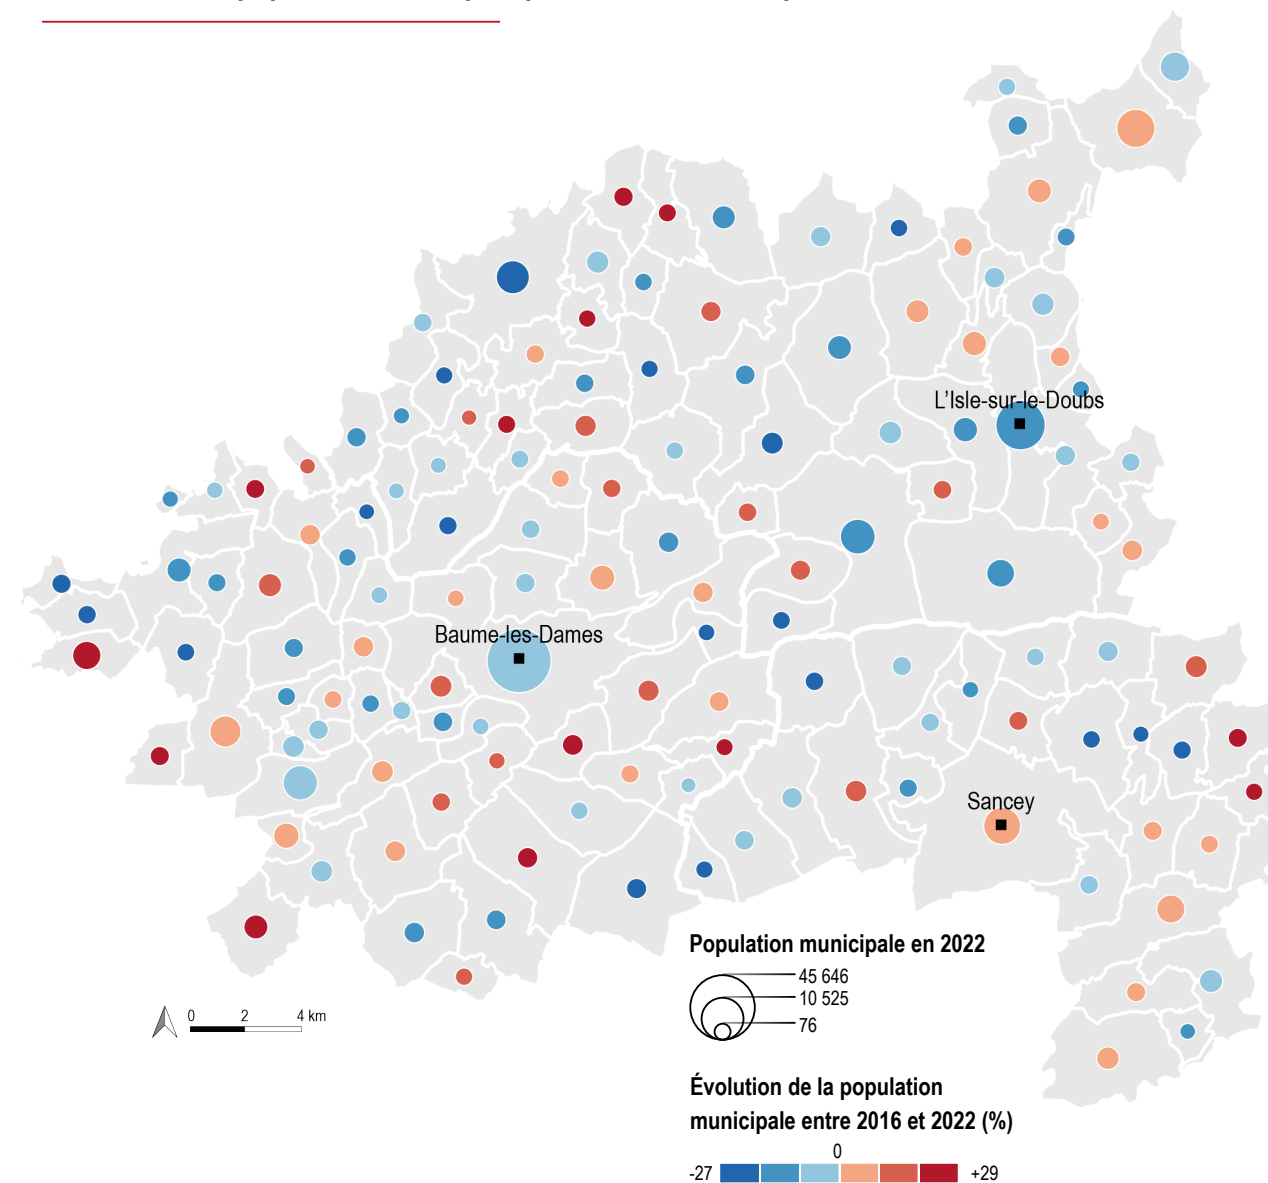 L'Isle-sur-le-Doubs
Baume-les-Dames
Sancey
Population municipale en 2022
45 646
10 525
76
0 2 4 km
Évolution de la population
municipale entre 2016 et 2022 (%)
0
-27 +29